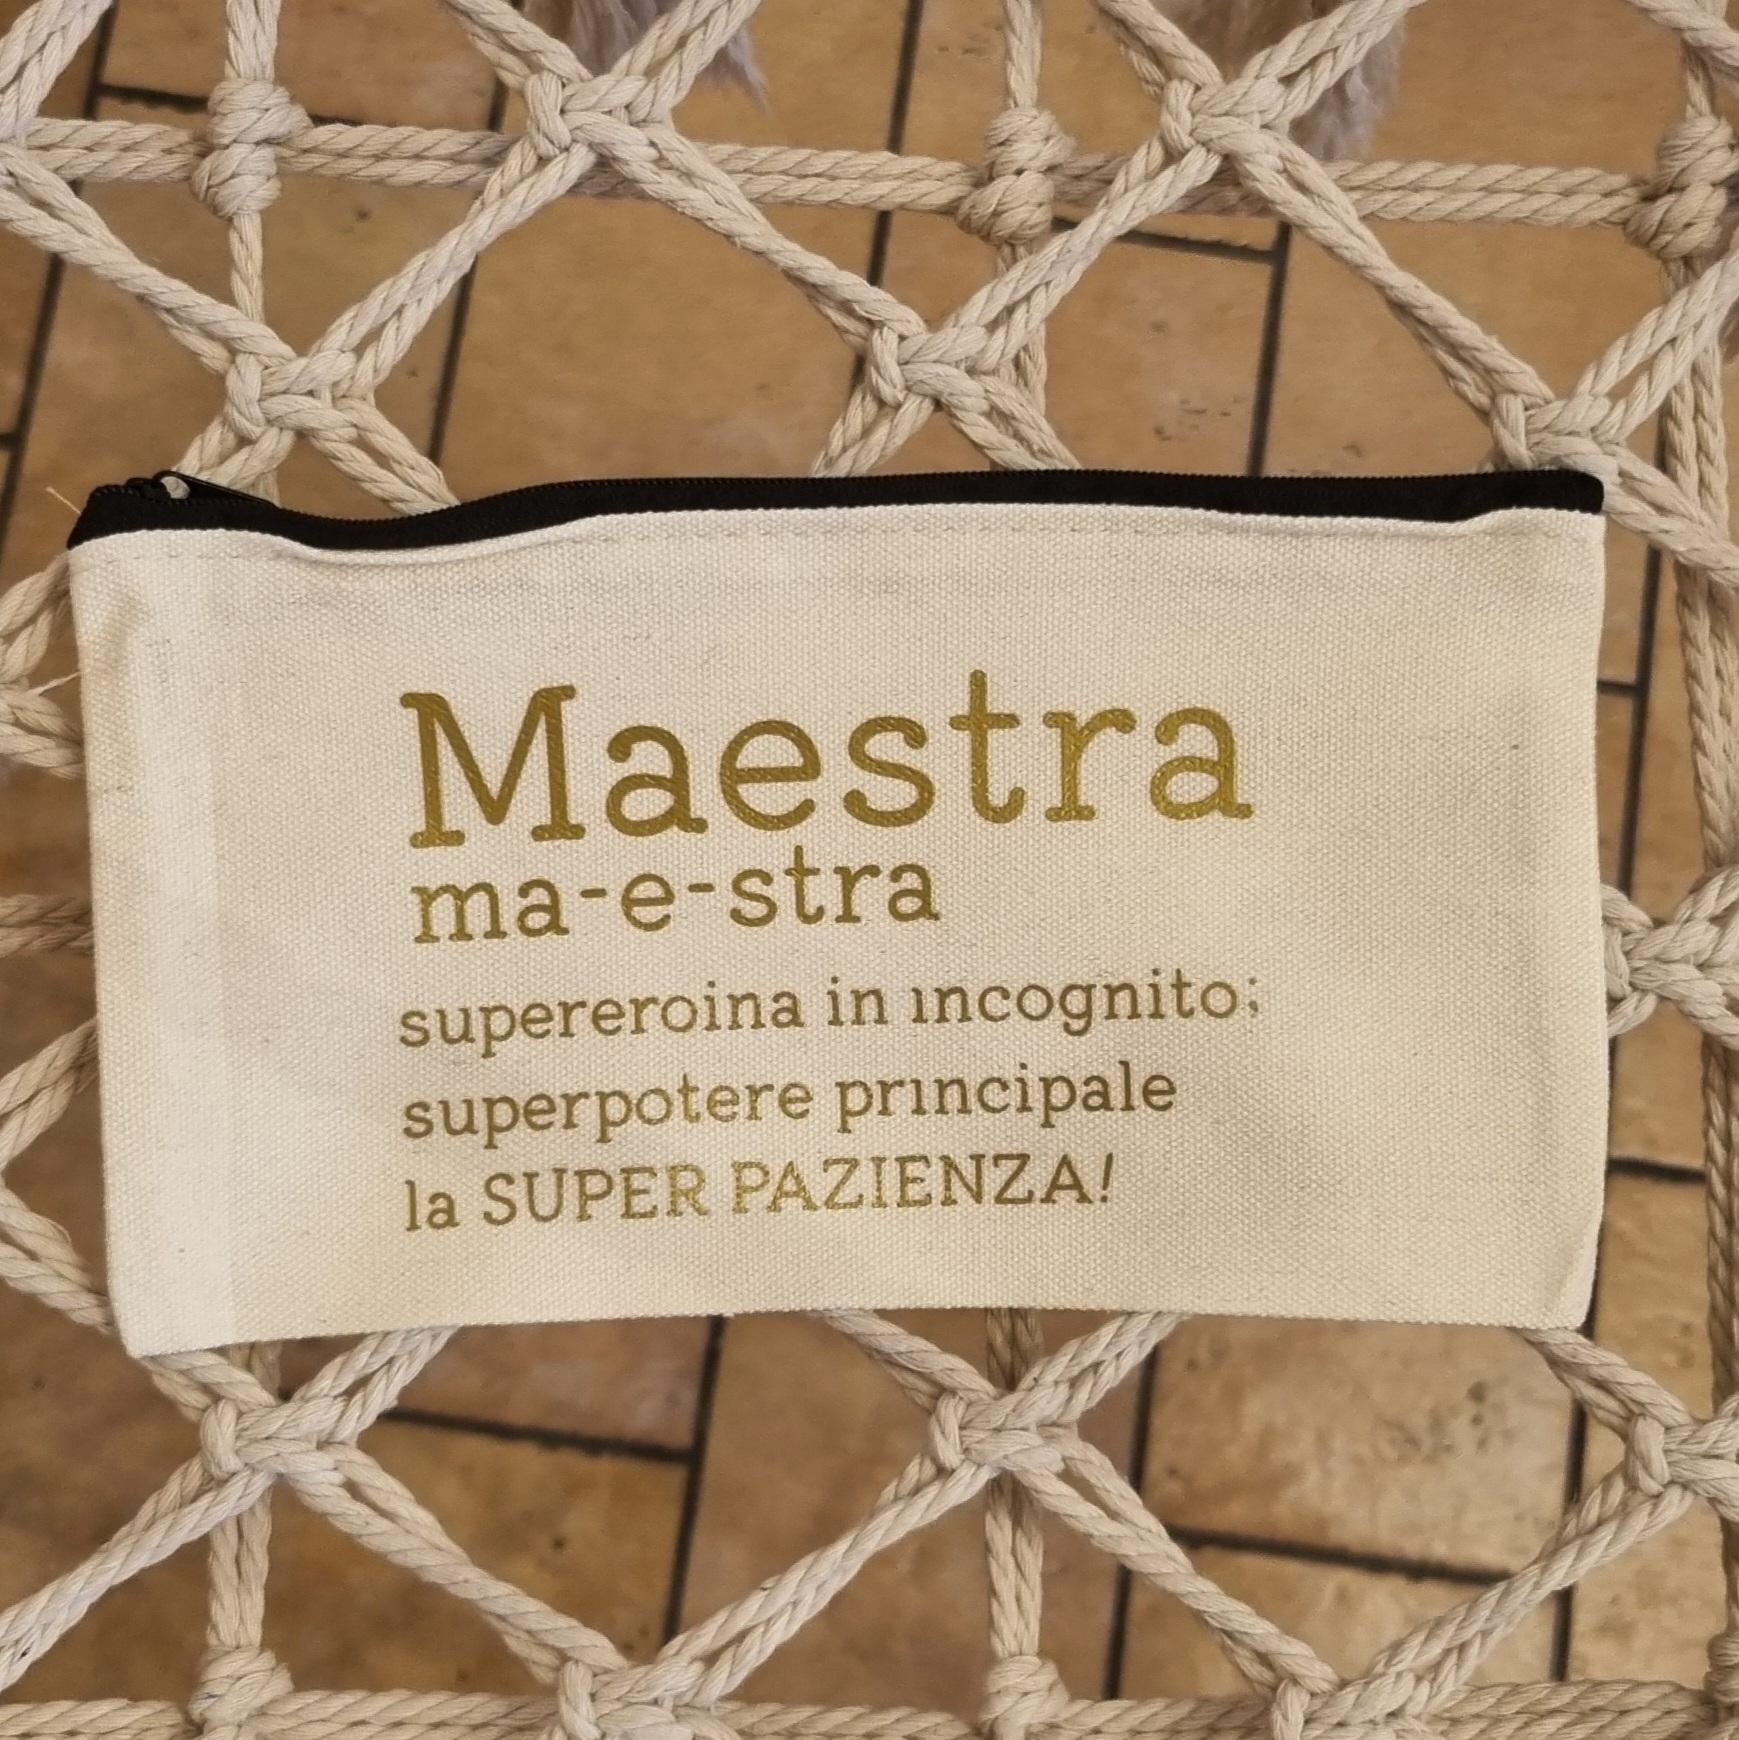 Maestra
ma-e-stra
supereroina in incognito;
superpotere principale
la SUPER PAZIENZA!